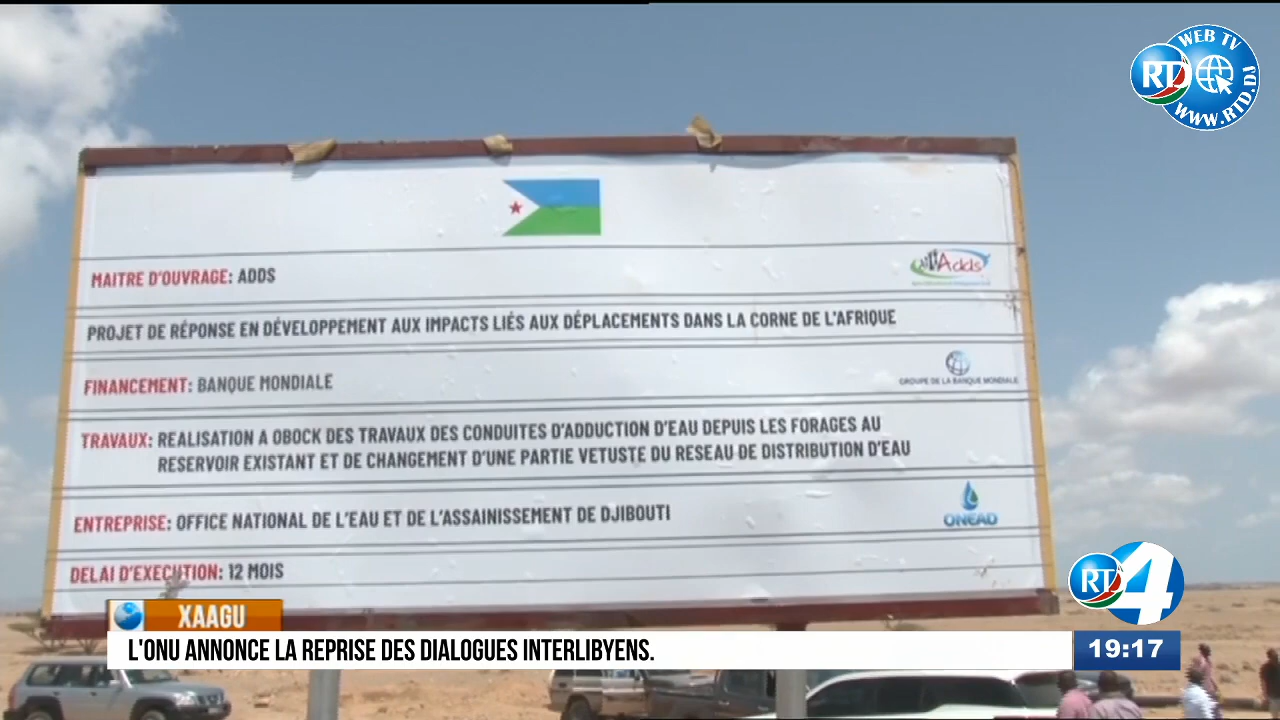 WEB TV
RTD
WWW.RTD.DJ
MAITRE D'OUVRAGE: ADDS
Adds
PROJET DE RÉPONSE EN DÉVELOPPEMENT AUX IMPACTS LIÉS AUX DÉPLACEMENTS DANS LA CORNE DE L'AFRIQUE
FINANCEMENT: BANQUE MONDIALE
GROUPE DE LA BANQUE MONDIALE
TRAVAUX: REALISATION A OBOCK DES TRAVAUX DES CONDUITES D'ADDUCTION D'EAU DEPUIS LES FORAGES AU
RESERVOIR EXISTANT ET DE CHANGEMENT D'UNE PARTIE VETUSTE DU RESEAU DE DISTRIBUTION D'EAU
ENTREPRISE: OFFICE NATIONAL DE L'EAU ET DE L'ASSAINISSEMENT DE DJIBOUTI
ONEAD
DELAI D'EXECUTION: 12 MOIS
RTD 4
XAAGU
L'ONU ANNONCE LA REPRISE DES DIALOGUES INTERLIBYENS.
19:17